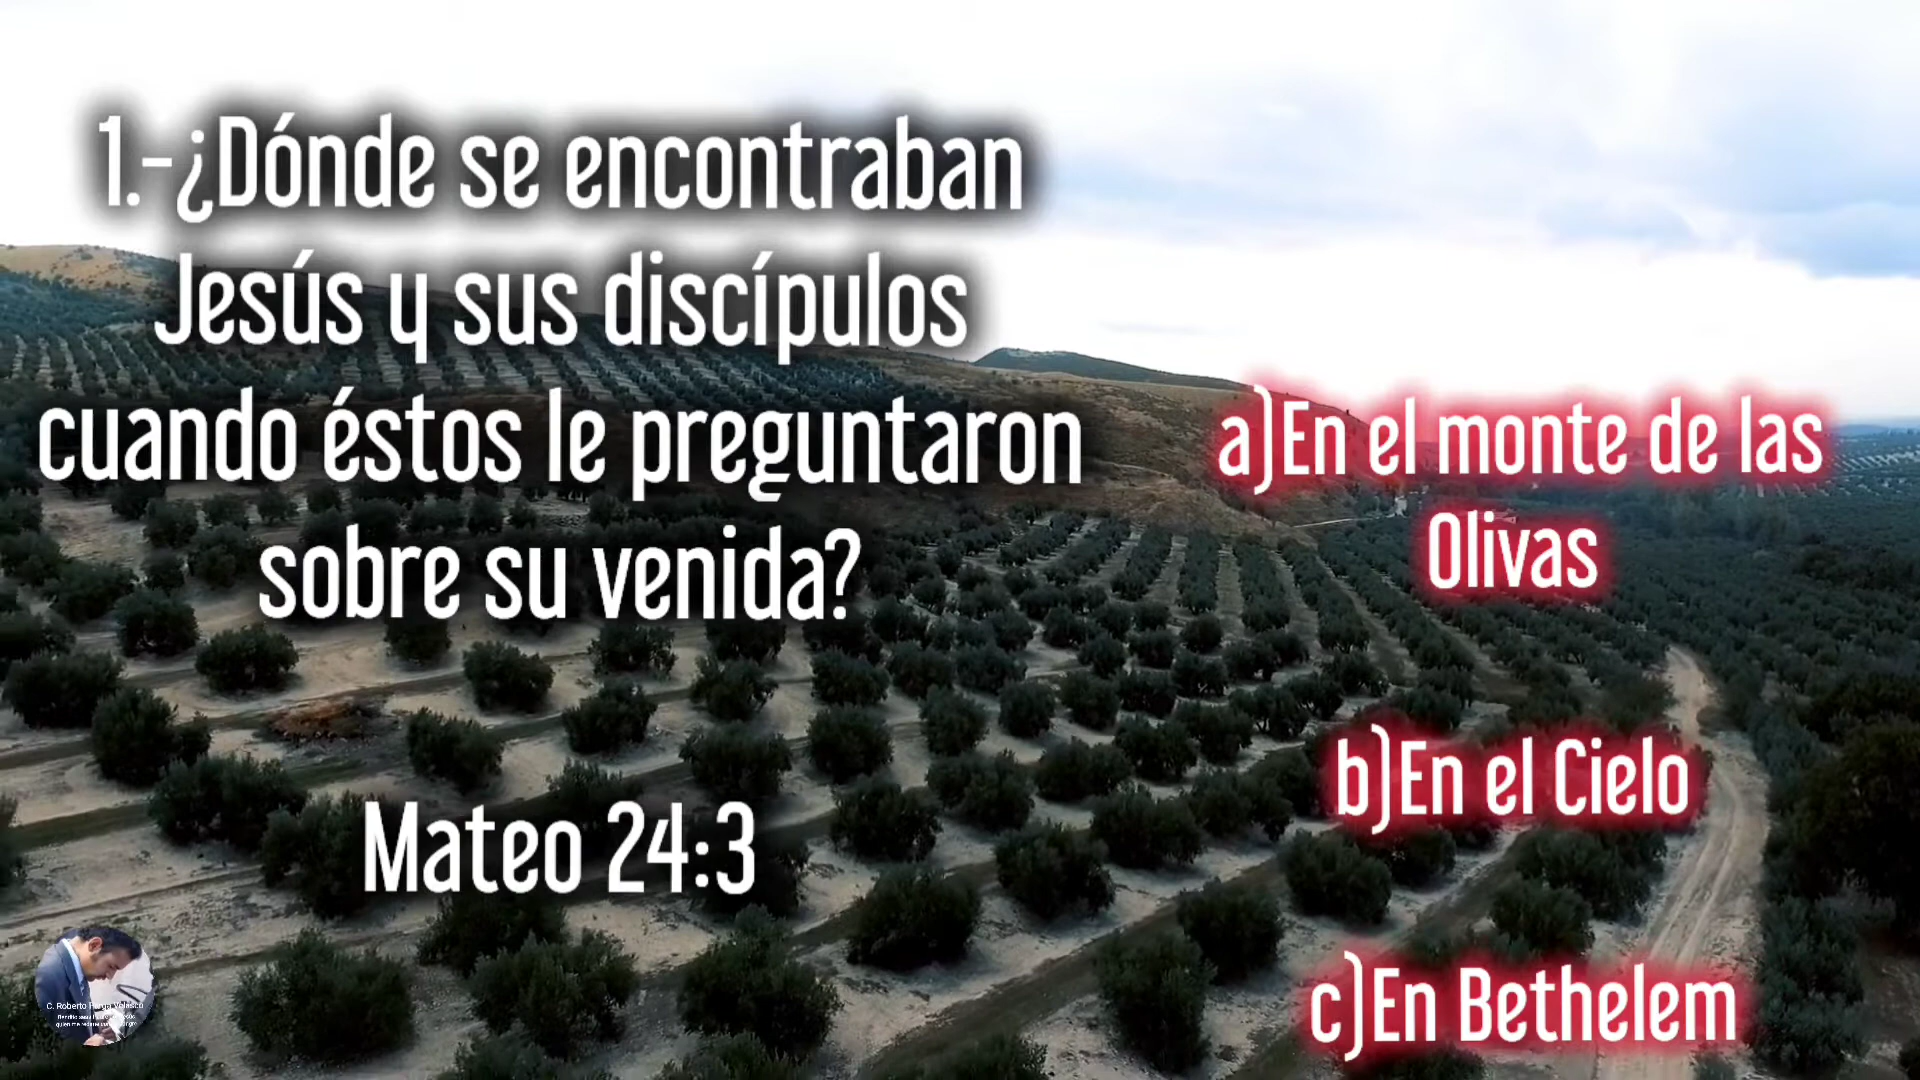 1.-¿Dónde se encontraban
Jesús y sus discípulos
cuando éstos le preguntaron
sobre su venida?
Mateo 24:3
a)En el monte de las
Olivas
b)En el Cielo
c)En Bethelem
C. Roberto